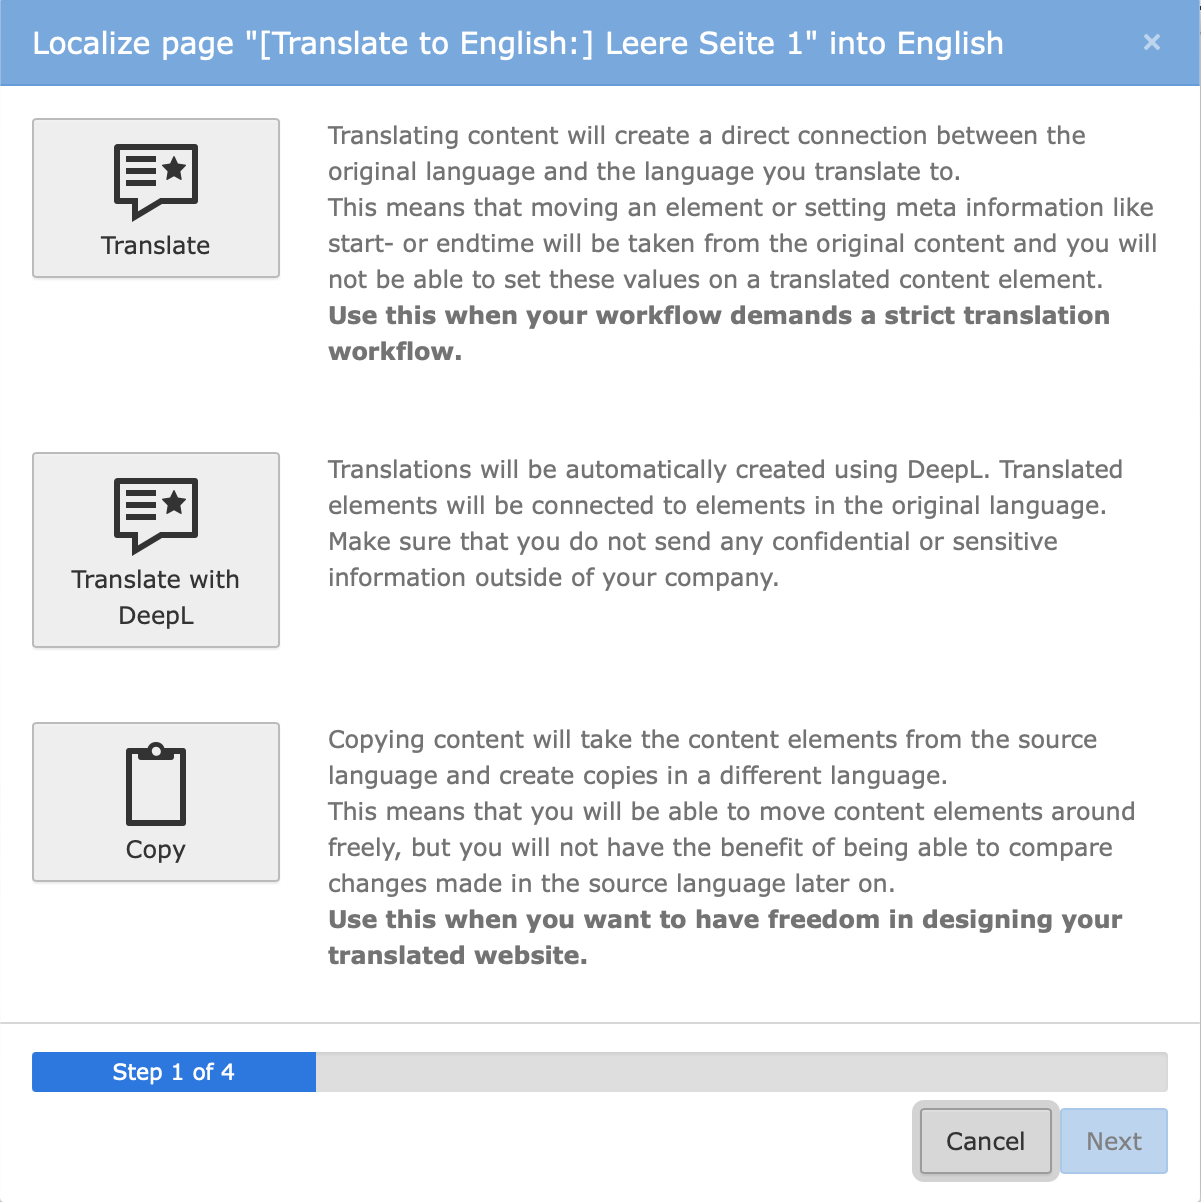 Localize page "[Translate to English:] Leere Seite 1" into English
×
Translate
Translating content will create a direct connection between the
original language and the language you translate to.
This means that moving an element or setting meta information like
start- or endtime will be taken from the original content and you will
not be able to set these values on a translated content element.
Use this when your workflow demands a strict translation
workflow.
Translate with
DeepL
Translations will be automatically created using DeepL. Translated
elements will be connected to elements in the original language.
Make sure that you do not send any confidential or sensitive
information outside of your company.
Copy
Copying content will take the content elements from the source
language and create copies in a different language.
This means that you will be able to move content elements around
freely, but you will not have the benefit of being able to compare
changes made in the source language later on.
Use this when you want to have freedom in designing your
translated website.
Step 1 of 4
Cancel
Next